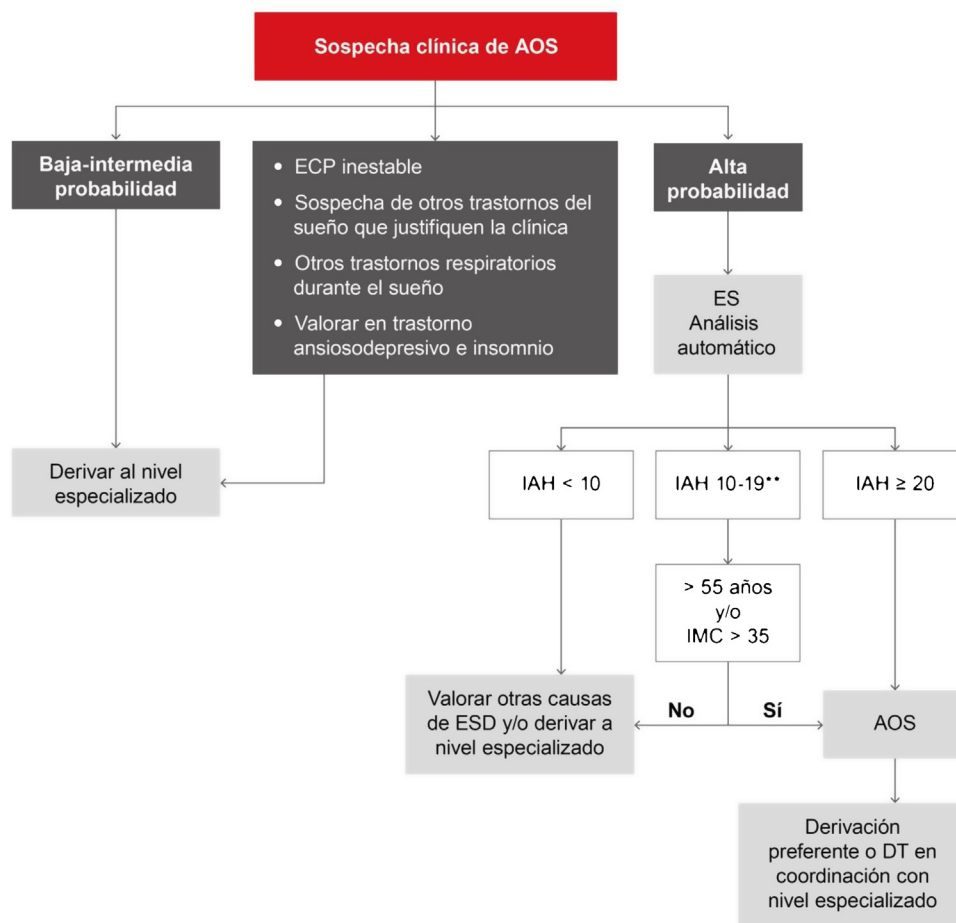 Sospecha clínica de AOS
Baja-intermedia
probabilidad
• ECP inestable
• Sospecha de otros trastornos del
sueño que justifiquen la clínica
• Otros trastornos respiratorios
durante el sueño
• Valorar en trastorno
ansiosodepresivo e insomnio
Alta
probabilidad
ES
Análisis
automático
Derivar al nivel
especializado
IAH < 10
IAH 10-19**
IAH ≥ 20
> 55 años
y/o
IMC > 35
Valorar otras causas
de ESD y/o derivar a
nivel especializado
No
Sí
AOS
Derivación
preferente o DT en
coordinación con
nivel especializado